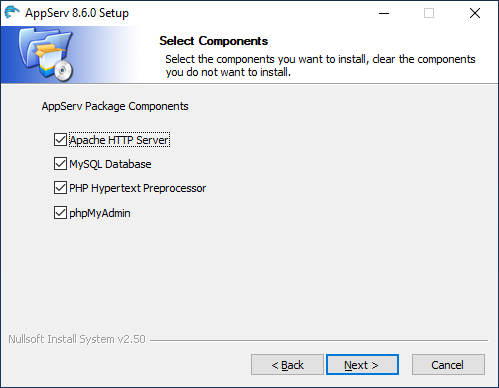 AppServ 8.6.0 Setup
Select Components
Select the components you want to install, clear the components
you do not want to install.
AppServ Package Components
Apache HTTP Server
MySQL Database
PHP Hypertext Preprocessor
phpMyAdmin
Nullsoft Install System v2.50
< Back
Next >
Cancel